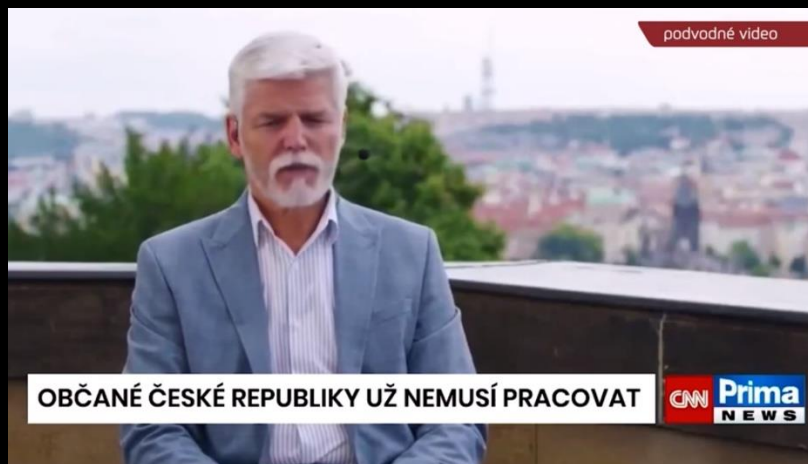 podvodné video
OBČANÉ ČESKÉ REPUBLIKY UŽ NEMUSÍ PRACOVAT
CNN Prima
NEWS